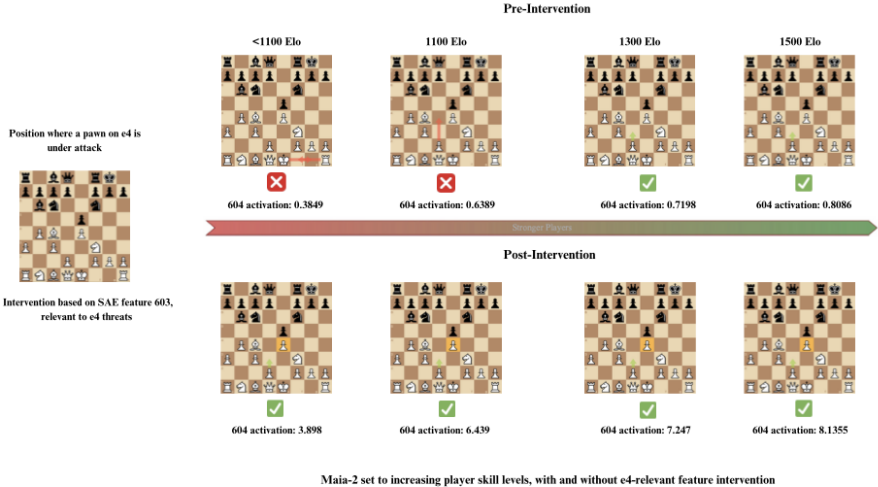 Pre-Intervention
<1100 Elo
1100 Elo
1300 Elo
1500 Elo
Position where a pawn on e4 is
under attack
604 activation: 0.3849
604 activation: 0.6389
604 activation: 0.7198
604 activation: 0.8086
Stronger Players
Post-Intervention
Intervention based on SAE feature 603,
relevant to e4 threats
604 activation: 3.898
604 activation: 6.439
604 activation: 7.247
604 activation: 8.1355
Maia-2 set to increasing player skill levels, with and without e4-relevant feature intervention